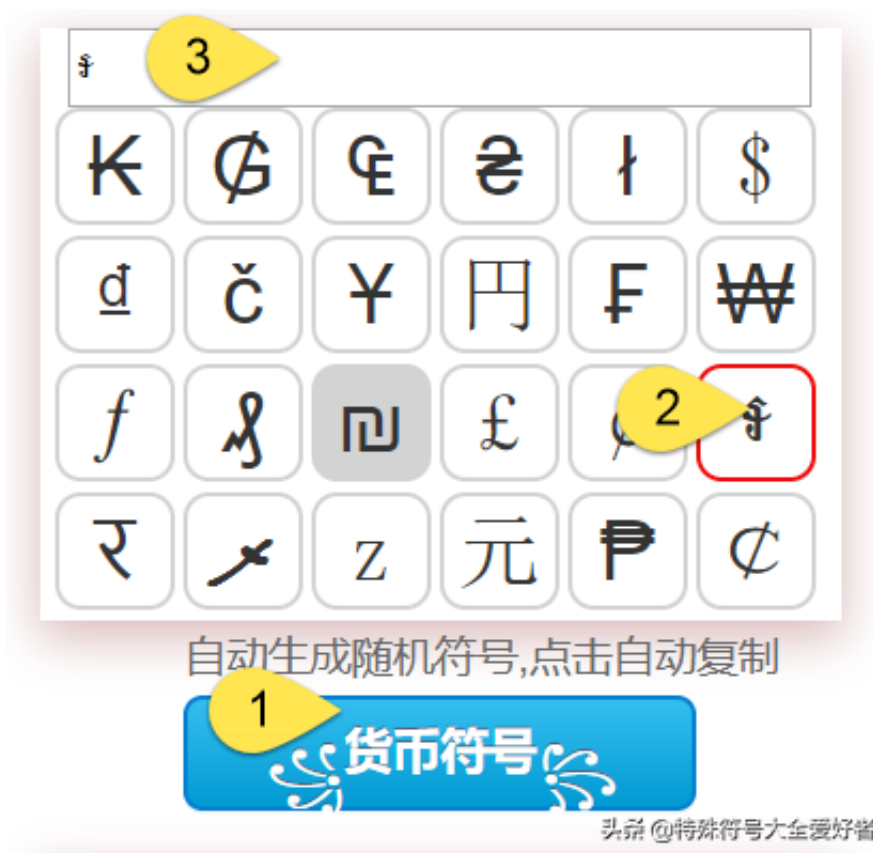 ៛ 3
₭ ₲ ₠ ₴ ł $
₫ č ¥ 円 ₣ ₩
ƒ ₰ ₪ £ 2 ៛
र ރ z 元 ₱ ₵
自动生成随机符号,点击自动复制
1
货币符号
头条 @特殊符号大全爱好者